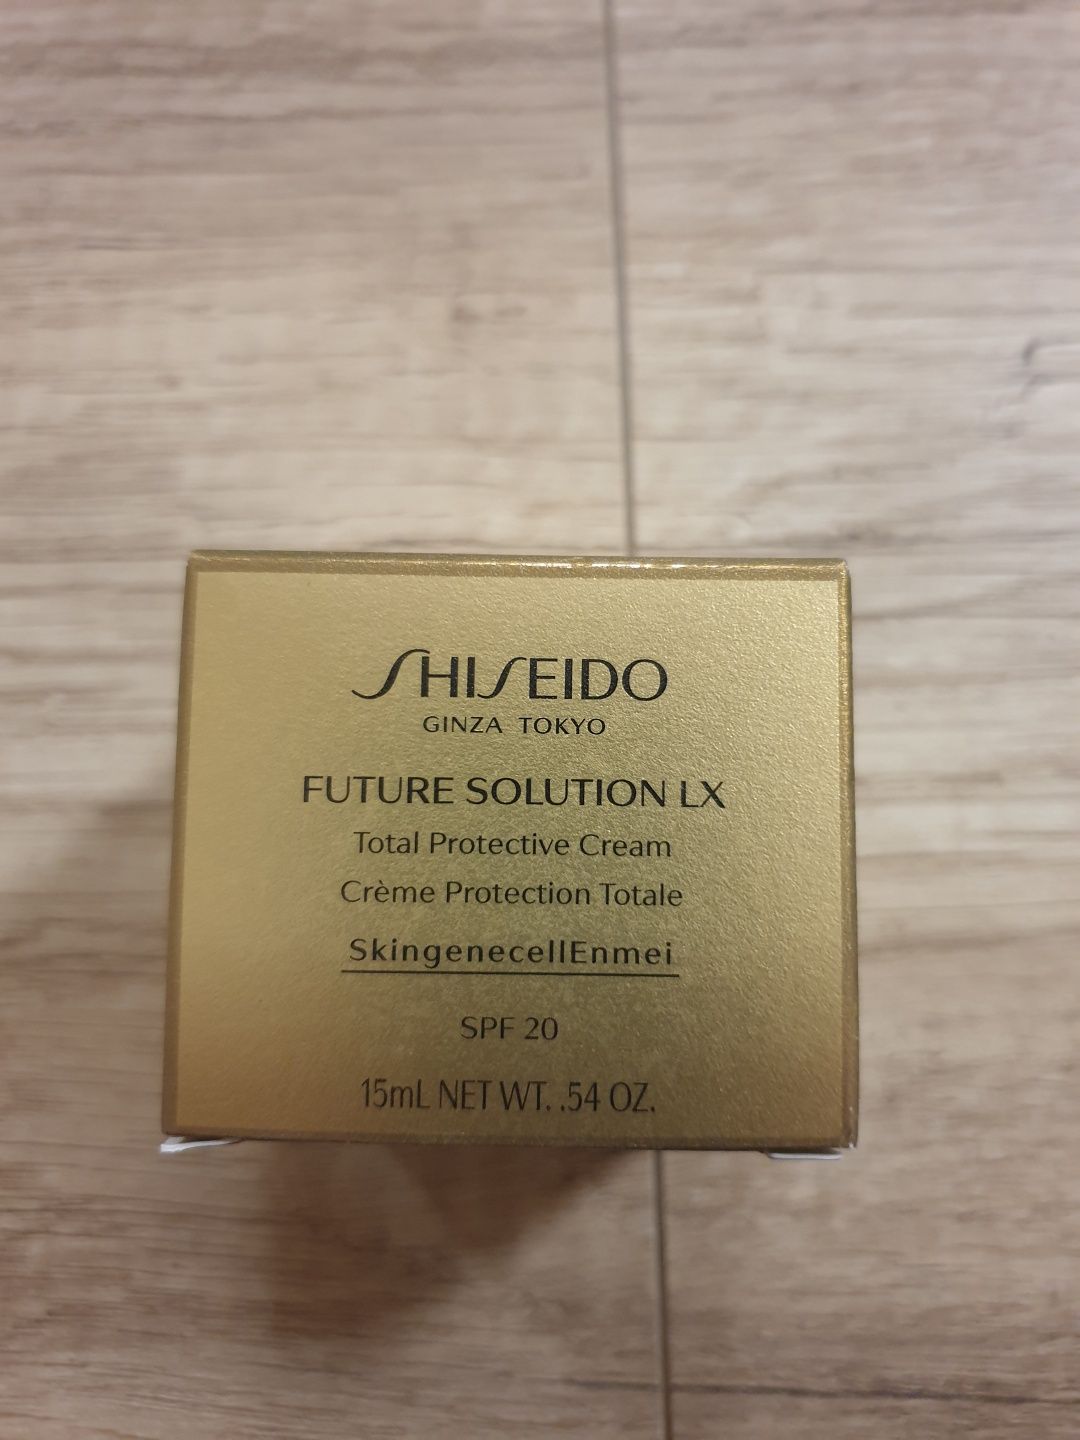 SHISEIDO
GINZA TOKYO
FUTURE SOLUTION LX
Total Protective Cream
Crème Protection Totale
SkingenecellEnmei
SPF 20
15mL NET WT. .54 OZ.